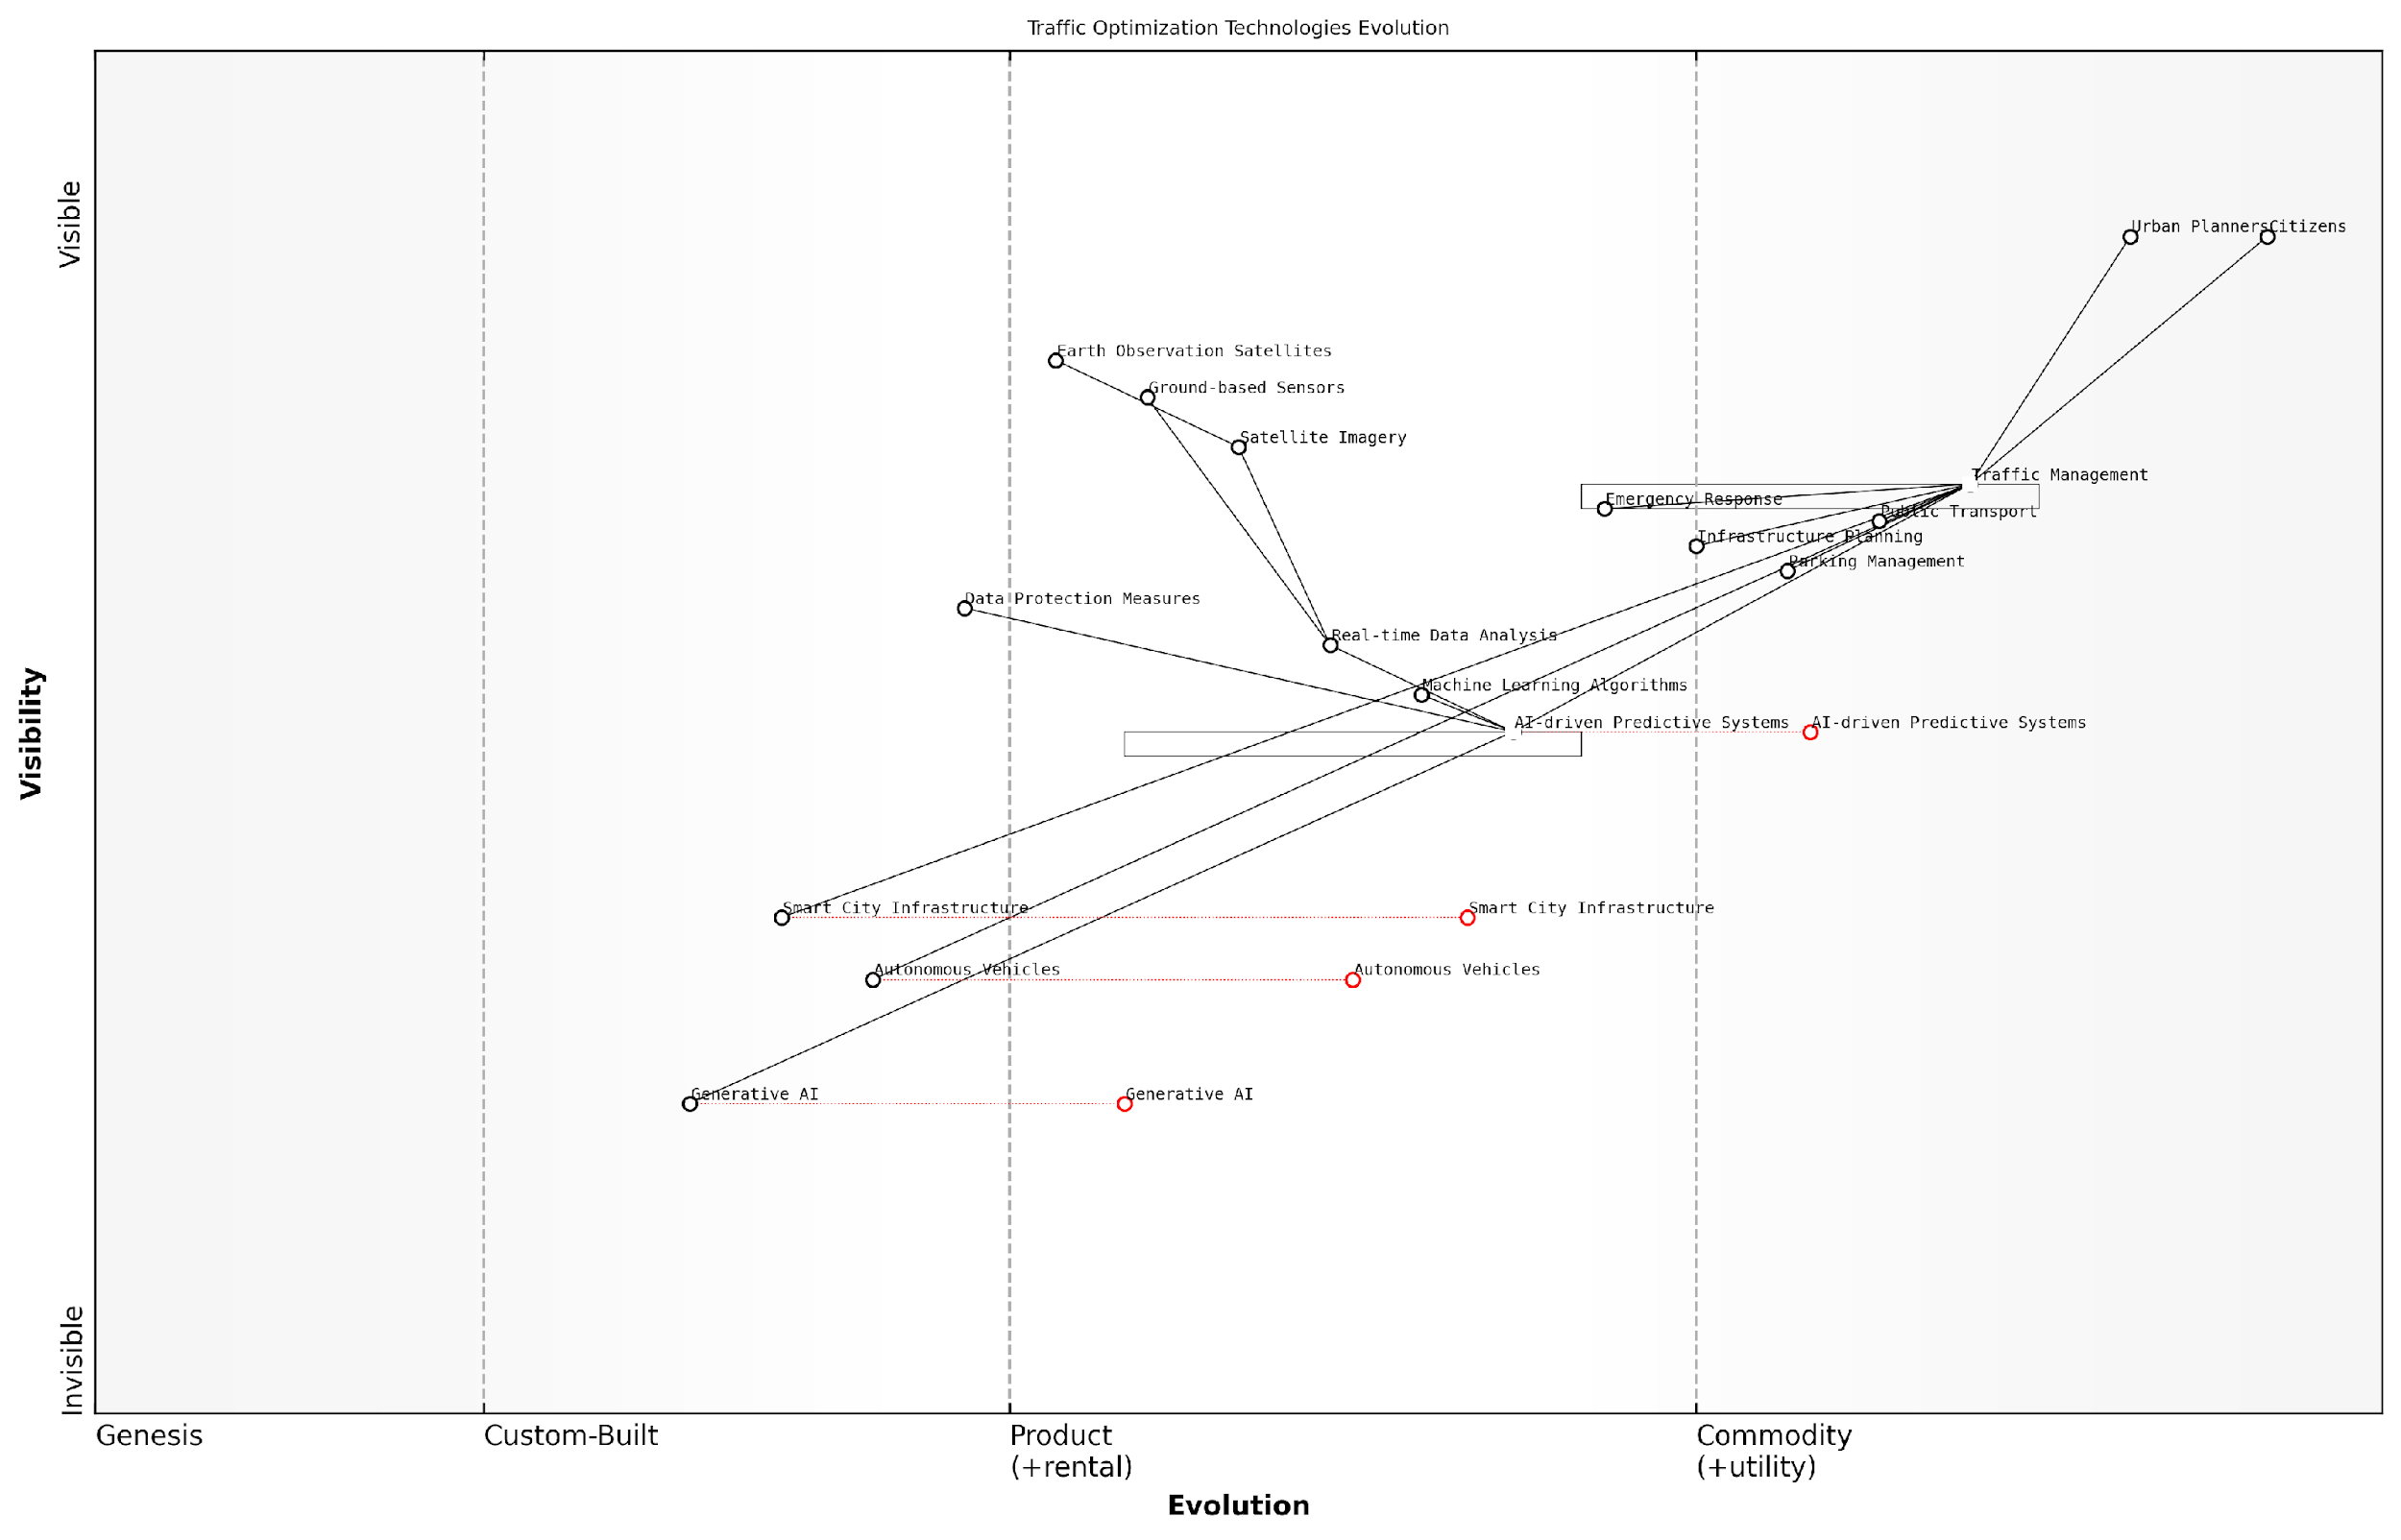 Traffic Optimization Technologies Evolution
Visible
Visibility
Invisible
Urban Planners
Citizens
Earth Observation Satellites
Ground-based Sensors
Satellite Imagery
Traffic Management
Emergency Response
Public Transport
Infrastructure Planning
Parking Management
Data Protection Measures
Real-time Data Analysis
Machine Learning Algorithms
AI-driven Predictive Systems
AI-driven Predictive Systems
Smart City Infrastructure
Smart City Infrastructure
Autonomous Vehicles
Autonomous Vehicles
Generative AI
Generative AI
Genesis
Custom-Built
Product
(+rental)
Commodity
(+utility)
Evolution